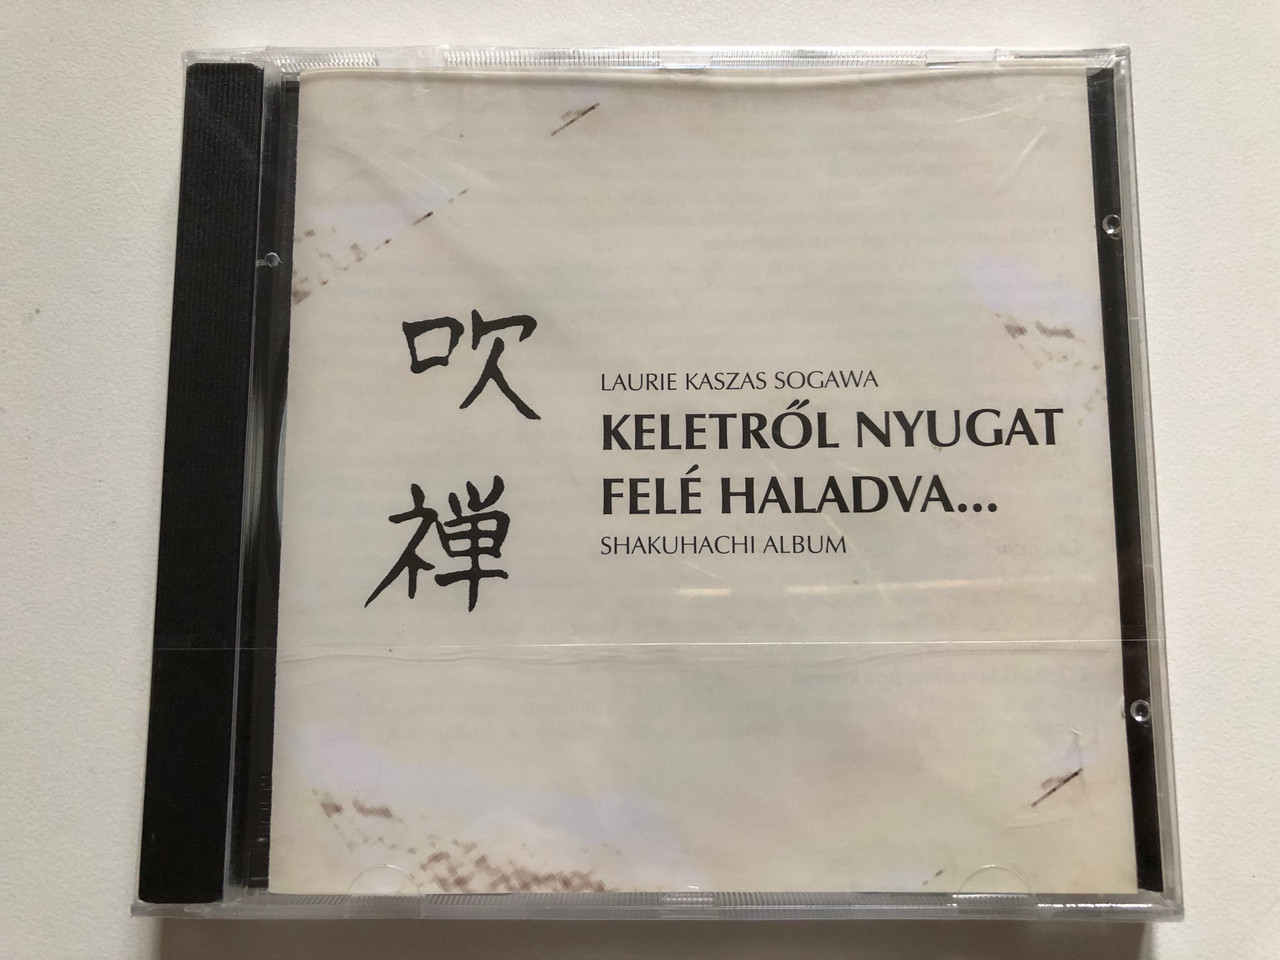 吹禅
LAURIE KASZAS SOGAWA
KELETRŐL NYUGAT
FELÉ HALADVA...
SHAKUHACHI ALBUM